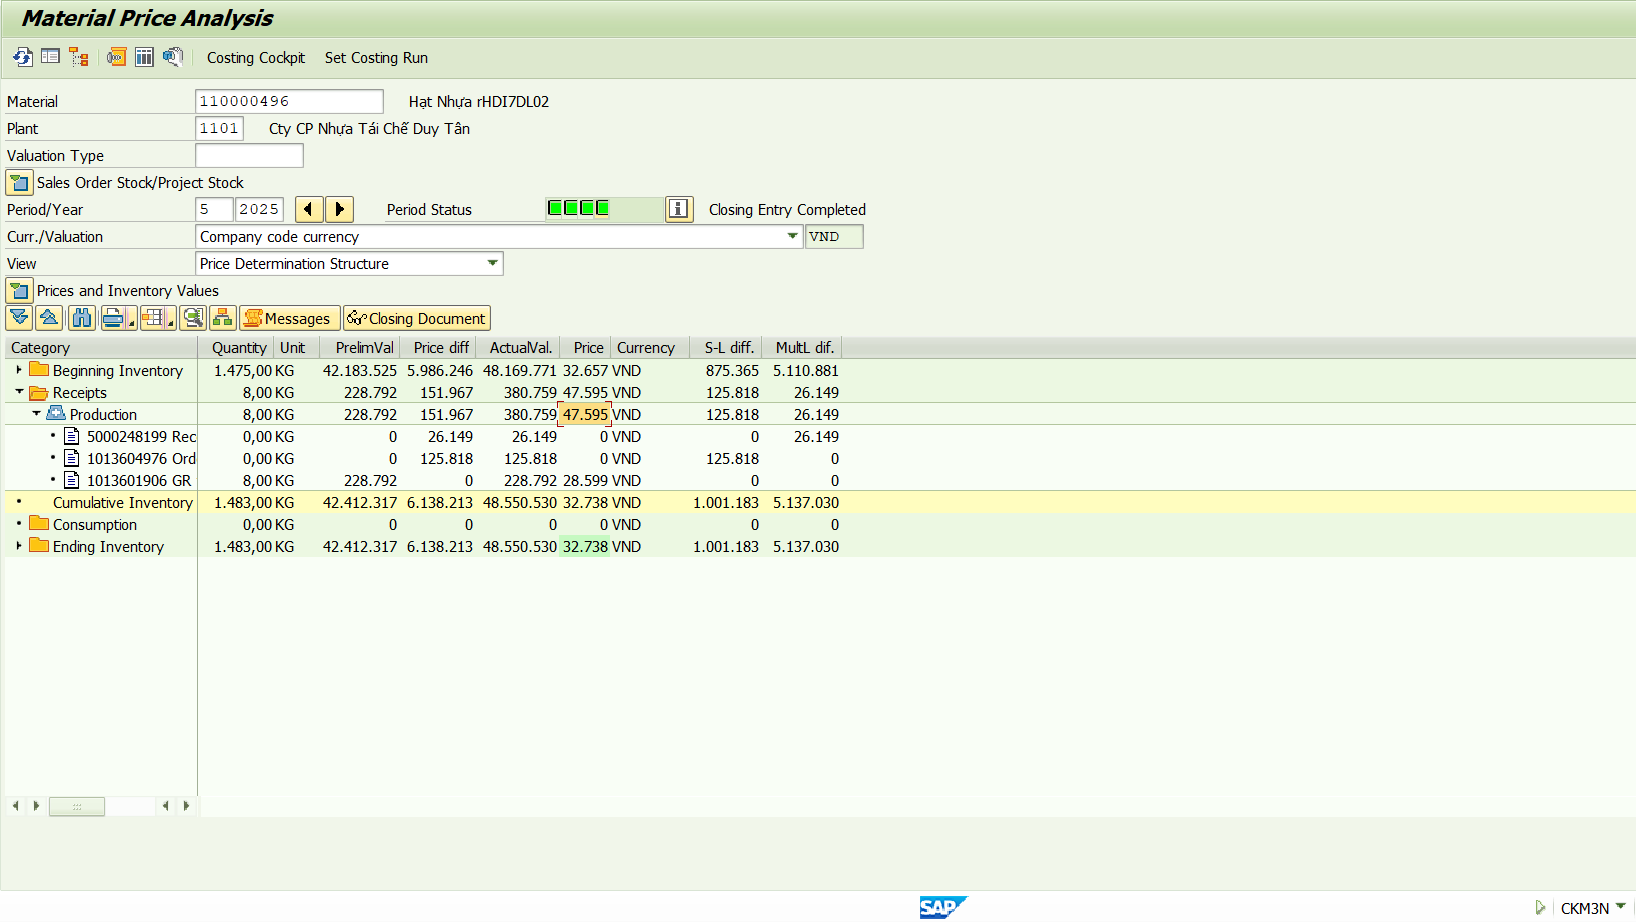 Material Price Analysis
Costing Cockpit Set Costing Run
Material 110000496 Hạt Nhựa rHDI7DL02
Plant 1101 Cty CP Nhựa Tái Chế Duy Tân
Valuation Type
Sales Order Stock/Project Stock
Period/Year 5 2025 Period Status Closing Entry Completed
Curr./Valuation Company code currency VND
View Price Determination Structure
Prices and Inventory Values
Messages Closing Document
Category Quantity Unit PrelimVal Price diff ActualVal. Price Currency S-L diff. MultL dif.
Beginning Inventory 1.475,00 KG 42.183.525 5.986.246 48.169.771 32.657 VND 875.365 5.110.881
Receipts 8,00 KG 228.792 151.967 380.759 47.595 VND 125.818 26.149
Production 8,00 KG 228.792 151.967 380.759 47.595 VND 125.818 26.149
5000248199 Rec 0,00 KG 0 26.149 26.149 0 VND 0 26.149
1013604976 Ord 0,00 KG 0 125.818 125.818 0 VND 125.818 0
1013601906 GR 8,00 KG 228.792 0 228.792 28.599 VND 0 0
Cumulative Inventory 1.483,00 KG 42.412.317 6.138.213 48.550.530 32.738 VND 1.001.183 5.137.030
Consumption 0,00 KG 0 0 0 0 VND 0 0
Ending Inventory 1.483,00 KG 42.412.317 6.138.213 48.550.530 32.738 VND 1.001.183 5.137.030
SAP CKM3N